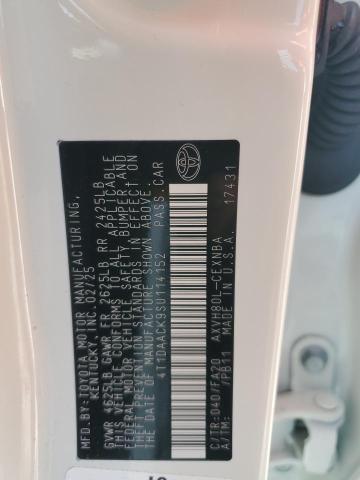 MFD.BY:TOYOTA MOTOR MANUFACTURING,
KENTUCKY,INC.02/25
GVWR 4625LB GAWR FR 2625LB RR 2425LB
THIS VEHICLE CONFORMS TO ALL APPLICABLE
FEDERAL MOTOR VEHICLE SAFETY,BUMPER,AND
THEFT PREVENTION STANDARDS IN EFFECT ON
THE DATE OF MANUFACTURE SHOWN ABOVE.
4T1DAACK9SU114152 PASS.CAR
C/TR:040/FA20 AXVH80L-CEXNBA
A/TM: /PB11 MADE IN U.S.A. 17431